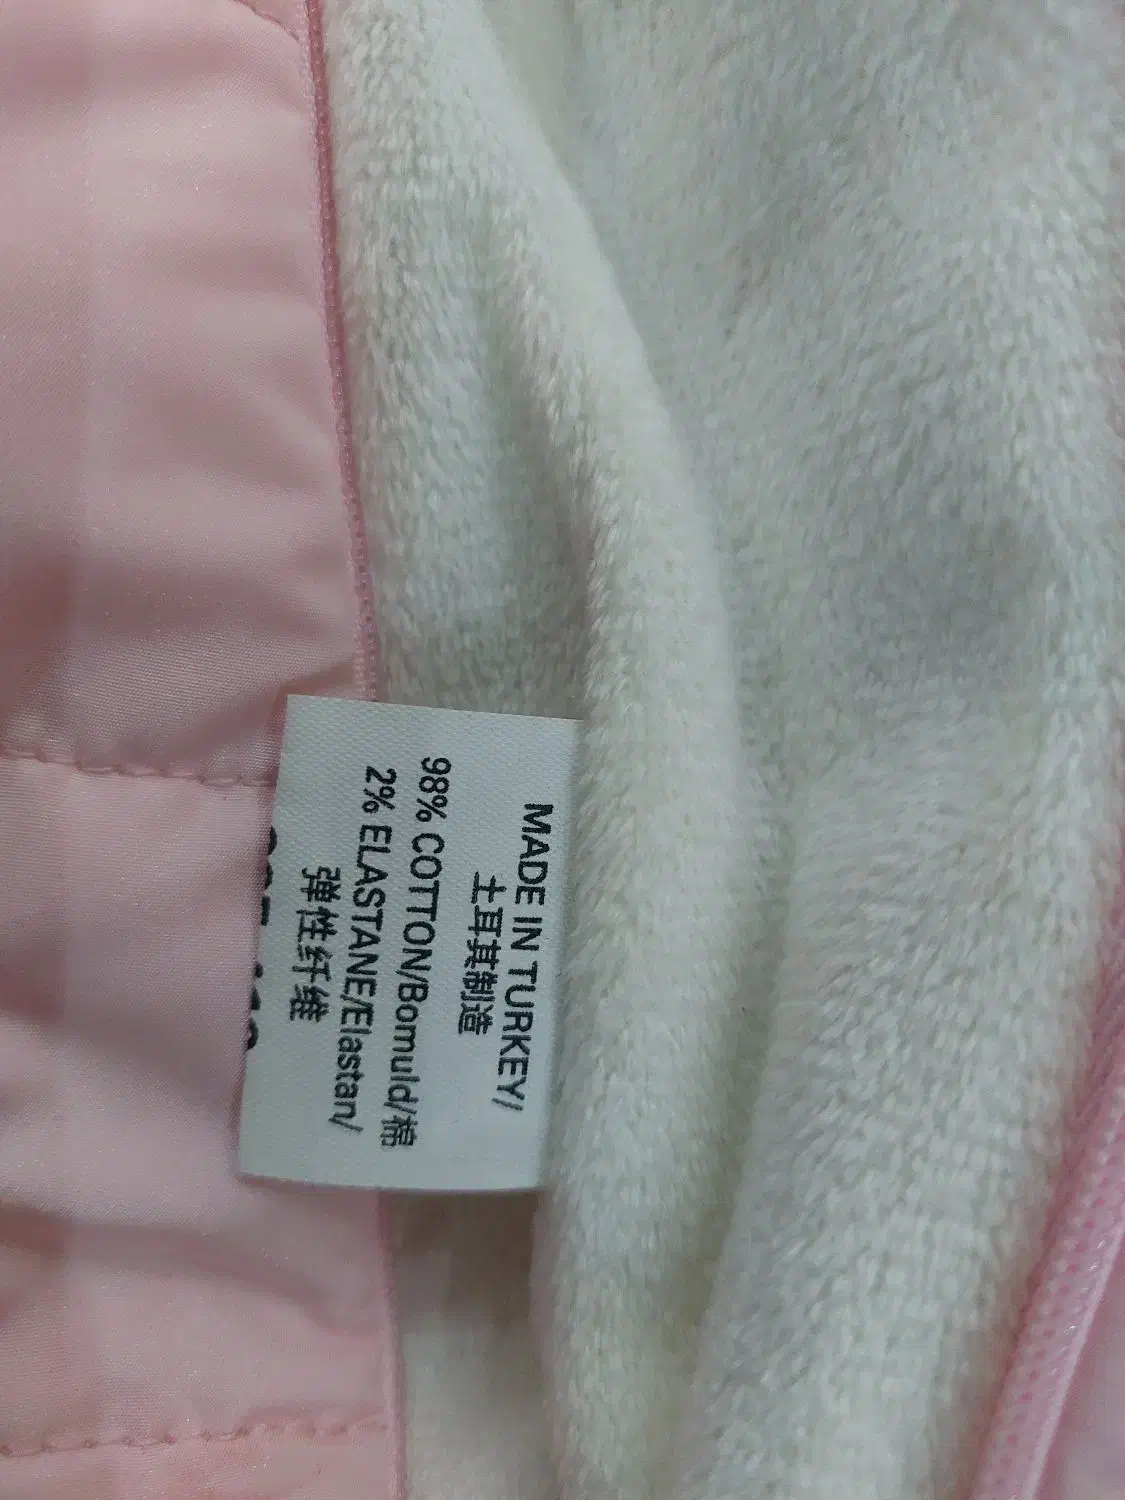 MADE IN TURKEY/
土耳其制造
98% COTTON/Bomuld/棉
2% ELASTANE/Elastan/
弹性纤维